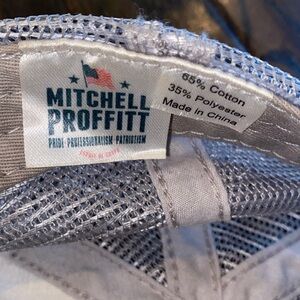 MITCHELL
PROFFITT
PRIDE·PROFESSIONALISM·PATRIOTISM
65% Cotton
35% Polyester
Made in China